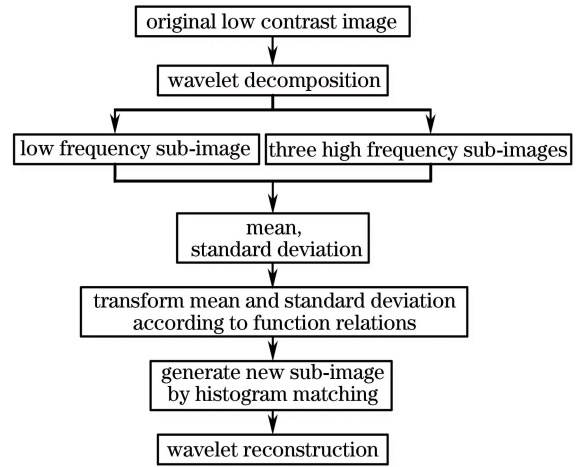 original low contrast image
wavelet decomposition
low frequency sub-image
three high frequency sub-images
mean,
standard deviation
transform mean and standard deviation
according to function relations
generate new sub-image
by histogram matching
wavelet reconstruction